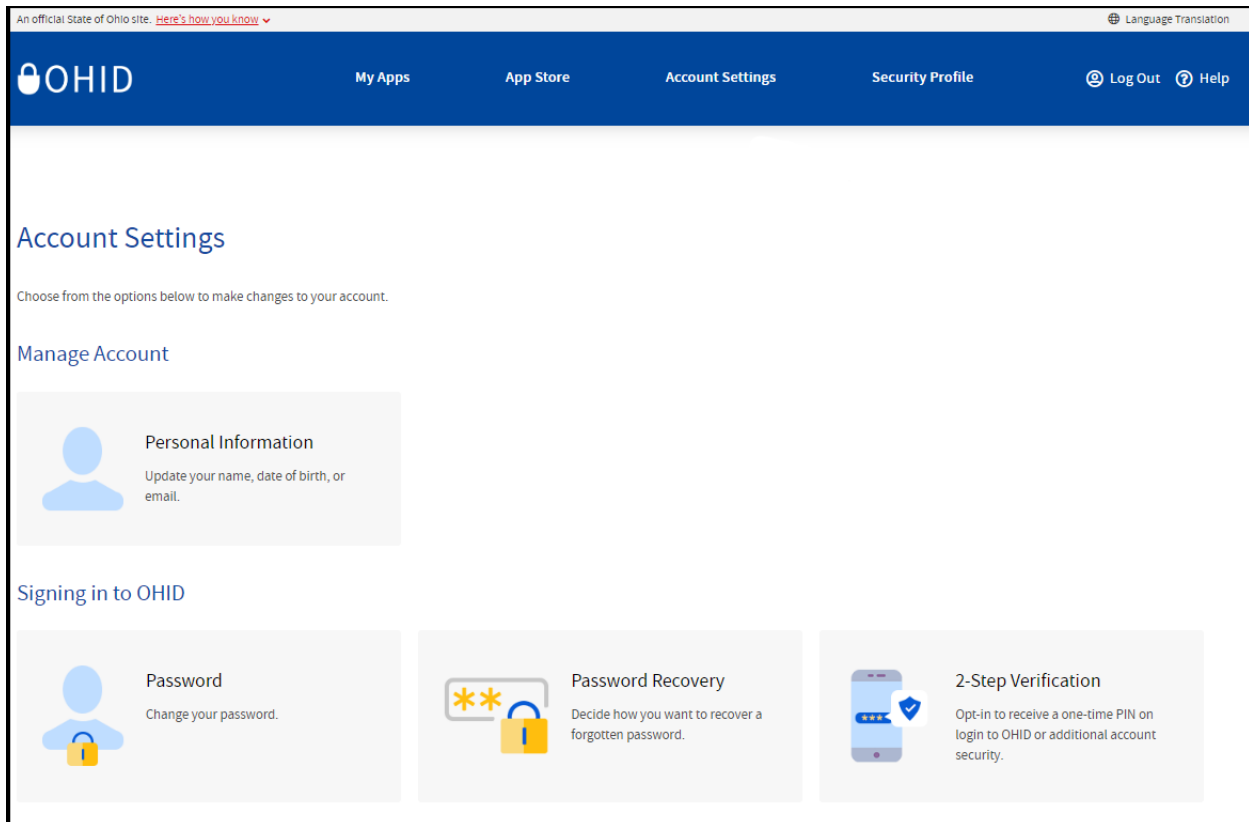 An official State of Ohio site. Here's how you know
Language Translation
OHID
My Apps
App Store
Account Settings
Security Profile
Log Out
Help
Account Settings
Choose from the options below to make changes to your account.
Manage Account
Personal Information
Update your name, date of birth, or
email.
Signing in to OHID
Password
Change your password.
**
Password Recovery
Decide how you want to recover a
forgotten password.
***
2-Step Verification
Opt-in to receive a one-time PIN on
login to OHID or additional account
security.